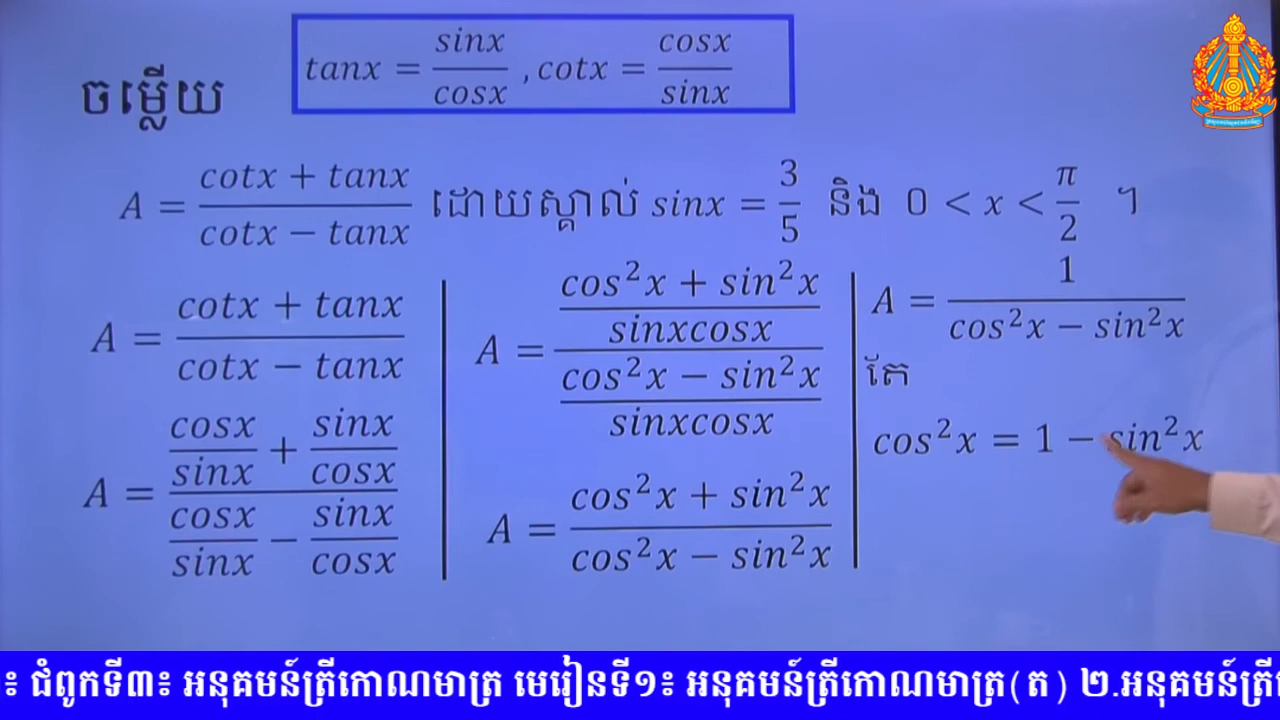 tanx = sinx/cosx , cotx = cosx/sinx
ចម្លើយ
A = (cotx + tanx)/(cotx − tanx) ដោយស្គាល់ sinx = 3/5 និង 0 < x < π/2 ។
A = (cotx + tanx)/(cotx − tanx)
A = (cosx/sinx + sinx/cosx)/(cosx/sinx − sinx/cosx)
A = ((cos²x + sin²x)/(sinxcosx))/((cos²x − sin²x)/(sinxcosx))
A = (cos²x + sin²x)/(cos²x − sin²x)
A = 1/(cos²x − sin²x)
តែ
cos²x = 1 − sin²x
៖ ជំពូកទី៣៖ អនុគមន៍ត្រីកោណមាត្រ មេរៀនទី១៖ អនុគមន៍ត្រីកោណមាត្រ(ត) ២.អនុគមន៍ត្រី